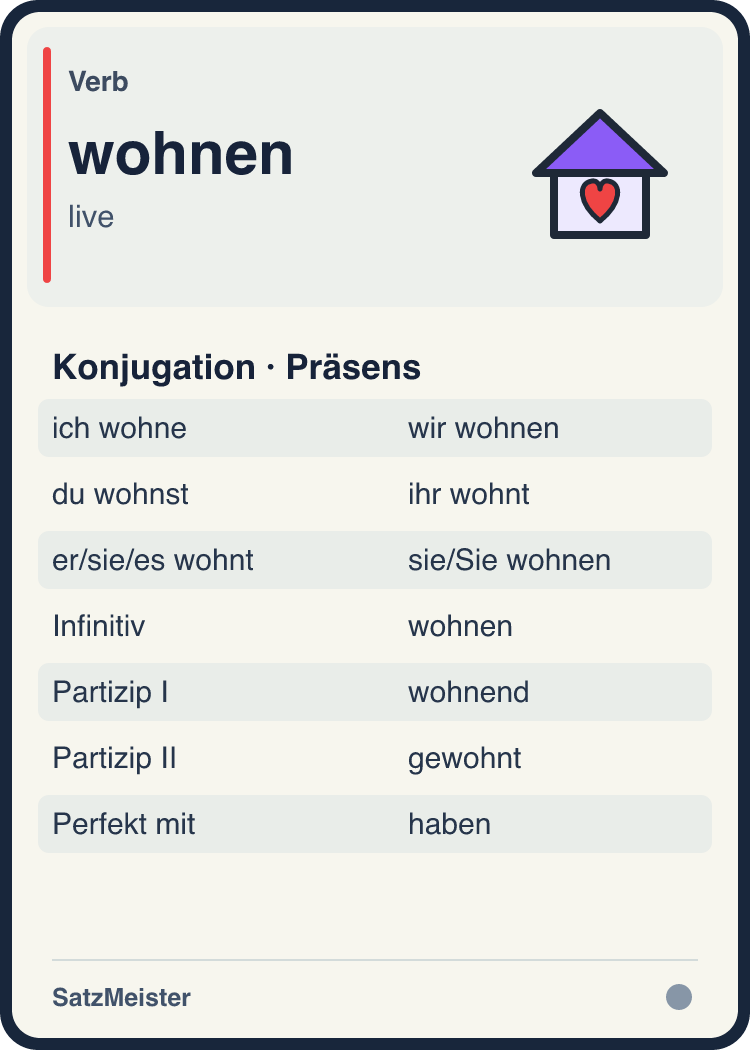 Verb
wohnen
live
Konjugation · Präsens
ich wohne wir wohnen
du wohnst ihr wohnt
er/sie/es wohnt sie/Sie wohnen
Infinitiv wohnen
Partizip I wohnend
Partizip II gewohnt
Perfekt mit haben
SatzMeister